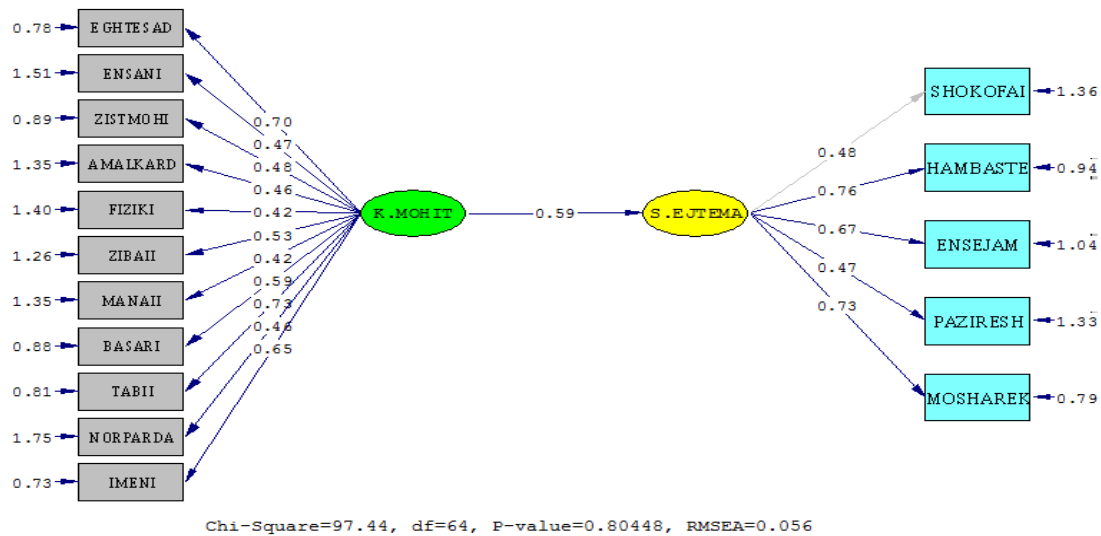 0.78 EGHTESAD
1.51 ENSANI
0.89 ZISTMOHI
1.35 AMALKARD
1.40 FIZIKI
1.26 ZIBAII
1.35 MANAII
0.88 BASARI
0.81 TABII
1.75 NORPARDA
0.73 IMENI
0.70
0.47
0.48
0.46
0.42
0.53
0.42
0.59
0.73
0.46
0.65
K.MOHIT
0.59
S.EJTEMA
0.48
0.76
0.67
0.47
0.73
SHOKOFAI 1.36
HAMBASTE 0.94
ENSEJAM 1.04
PAZIRESH 1.33
MOSHAREK 0.79
Chi-Square=97.44, df=64, P-value=0.80448, RMSEA=0.056